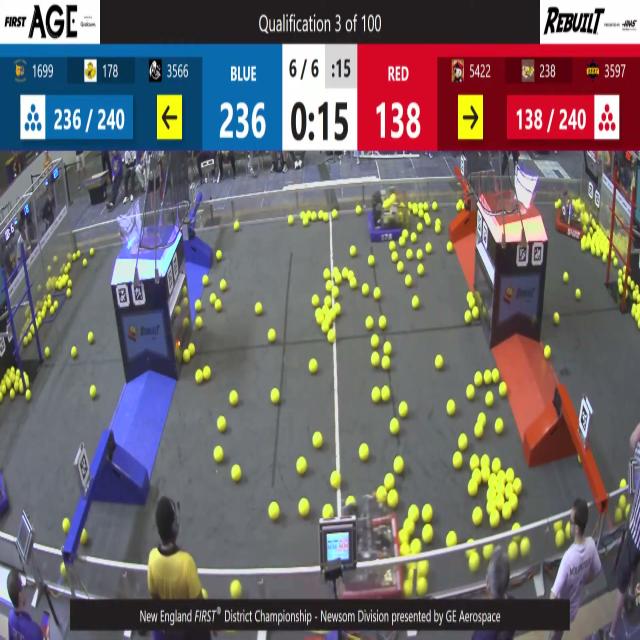 FIRST AGE
Qualification 3 of 100
REBUILT
1699 178 3566
BLUE
6 / 6 :15
RED
5422 238 3597
236 / 240
236
0:15
138
138 / 240
REBUILT
New England FIRST® District Championship - Newsom Division presented by GE Aerospace